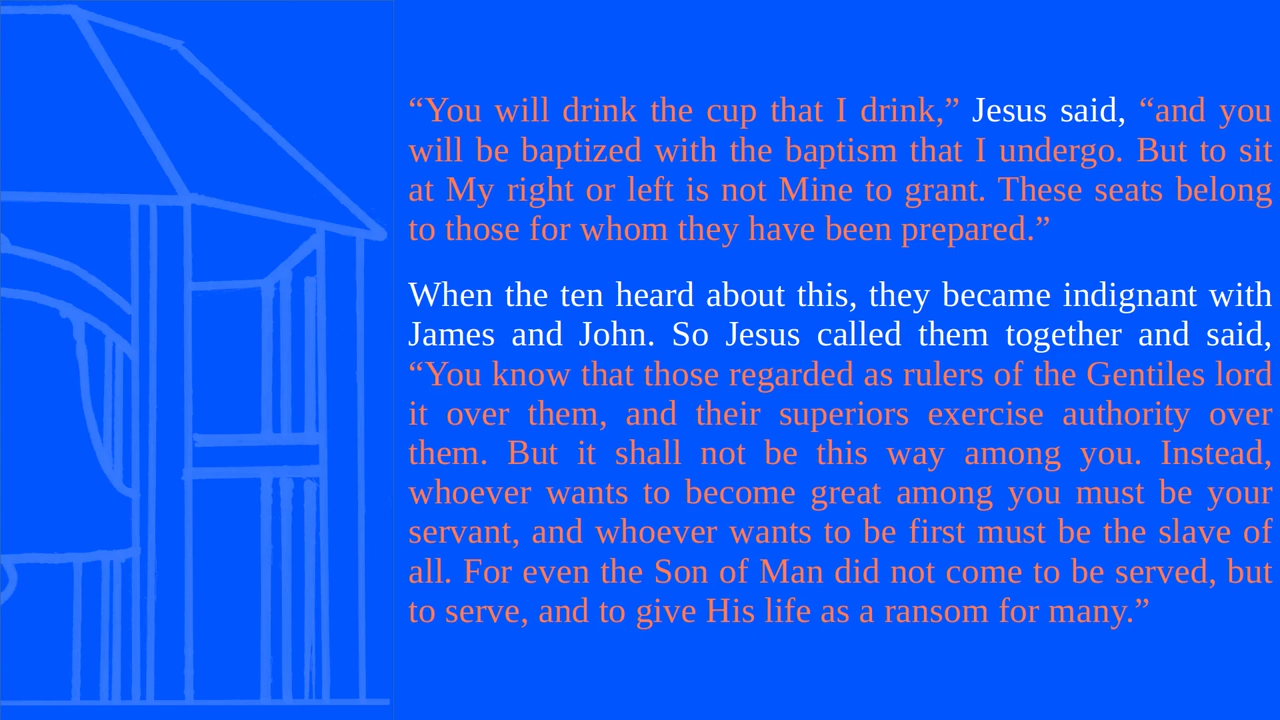 “You will drink the cup that I drink,” Jesus said, “and you
will be baptized with the baptism that I undergo. But to sit
at My right or left is not Mine to grant. These seats belong
to those for whom they have been prepared.”
When the ten heard about this, they became indignant with
James and John. So Jesus called them together and said,
“You know that those regarded as rulers of the Gentiles lord
it over them, and their superiors exercise authority over
them. But it shall not be this way among you. Instead,
whoever wants to become great among you must be your
servant, and whoever wants to be first must be the slave of
all. For even the Son of Man did not come to be served, but
to serve, and to give His life as a ransom for many.”